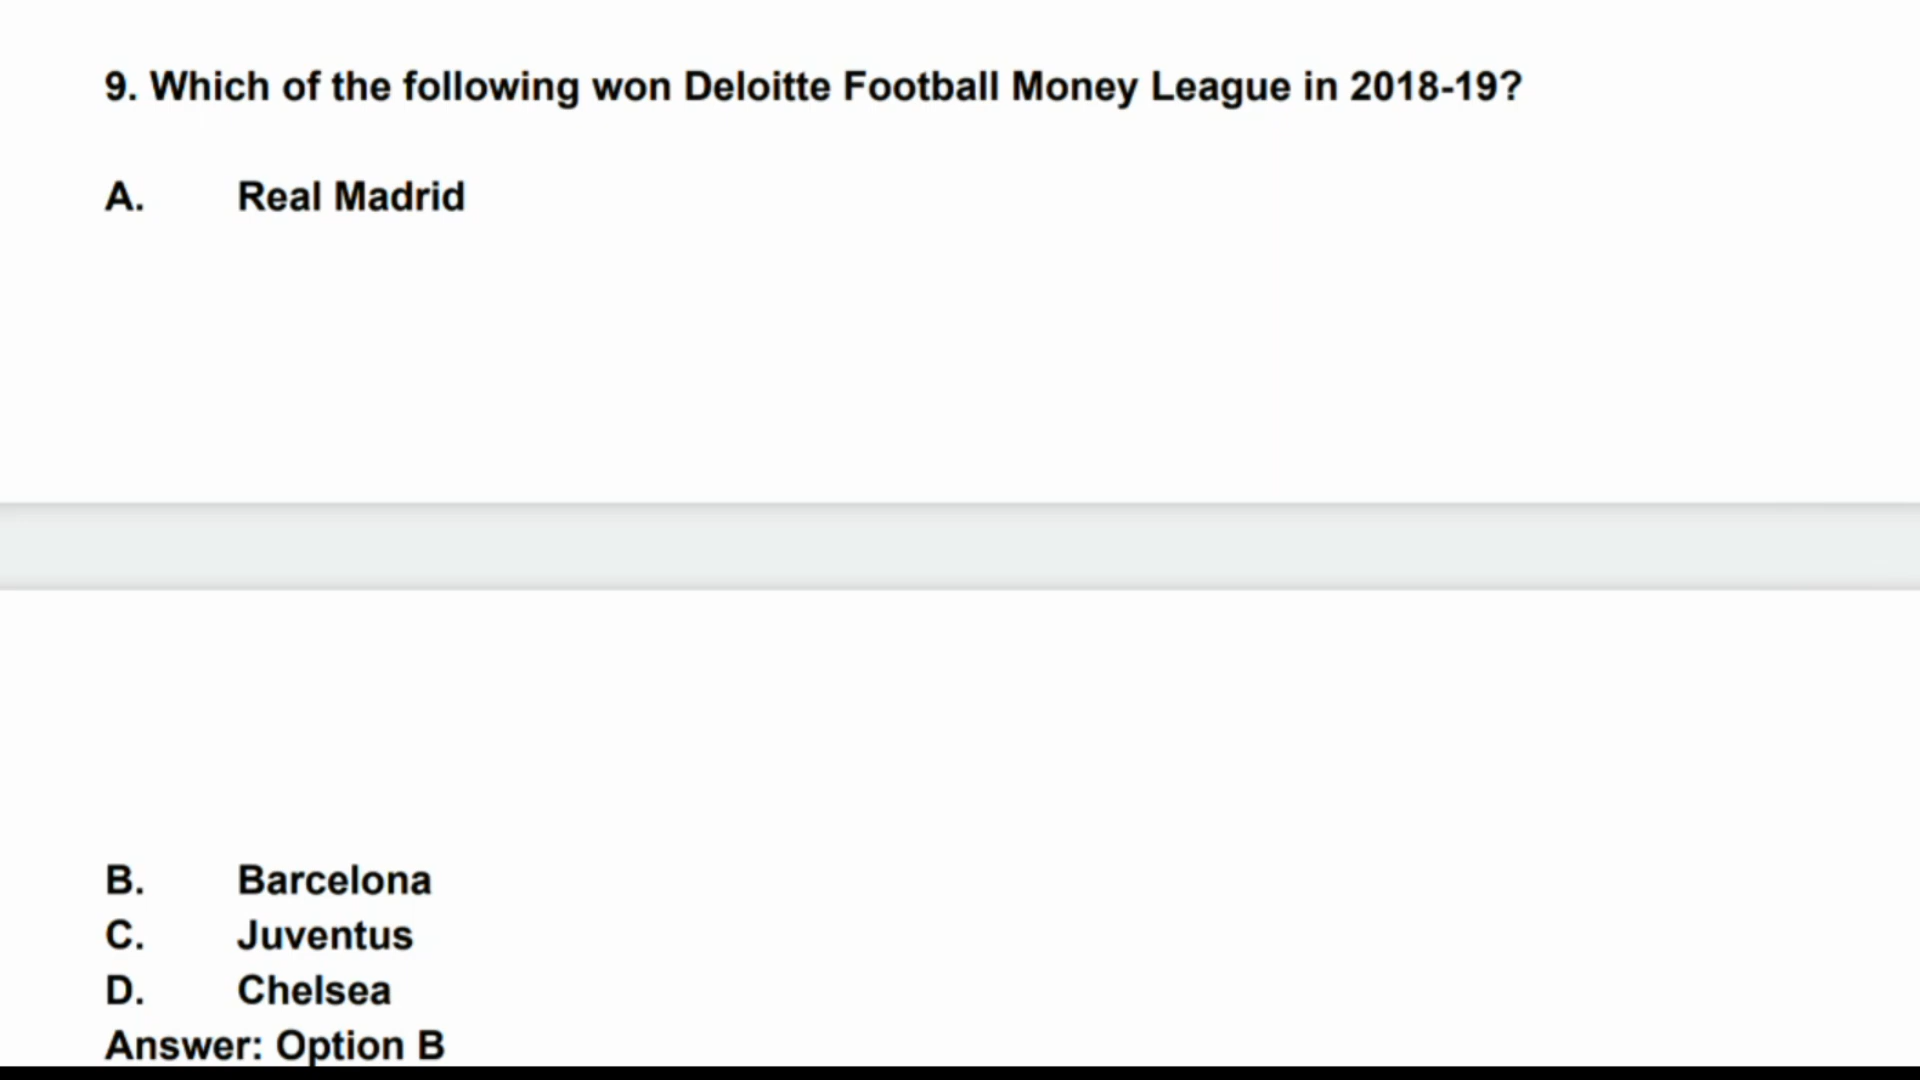 9. Which of the following won Deloitte Football Money League in 2018-19?
A. Real Madrid
B. Barcelona
C. Juventus
D. Chelsea
Answer: Option B